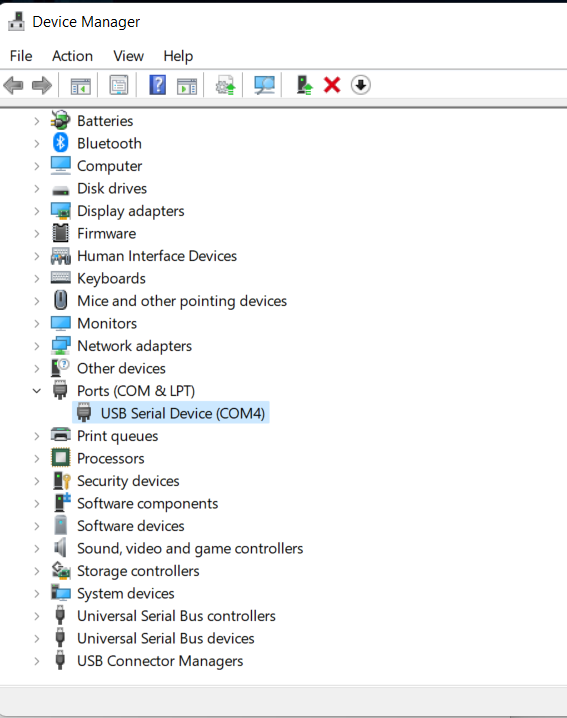 Device Manager
File Action View Help
Batteries
Bluetooth
Computer
Disk drives
Display adapters
Firmware
Human Interface Devices
Keyboards
Mice and other pointing devices
Monitors
Network adapters
Other devices
Ports (COM & LPT)
USB Serial Device (COM4)
Print queues
Processors
Security devices
Software components
Software devices
Sound, video and game controllers
Storage controllers
System devices
Universal Serial Bus controllers
Universal Serial Bus devices
USB Connector Managers